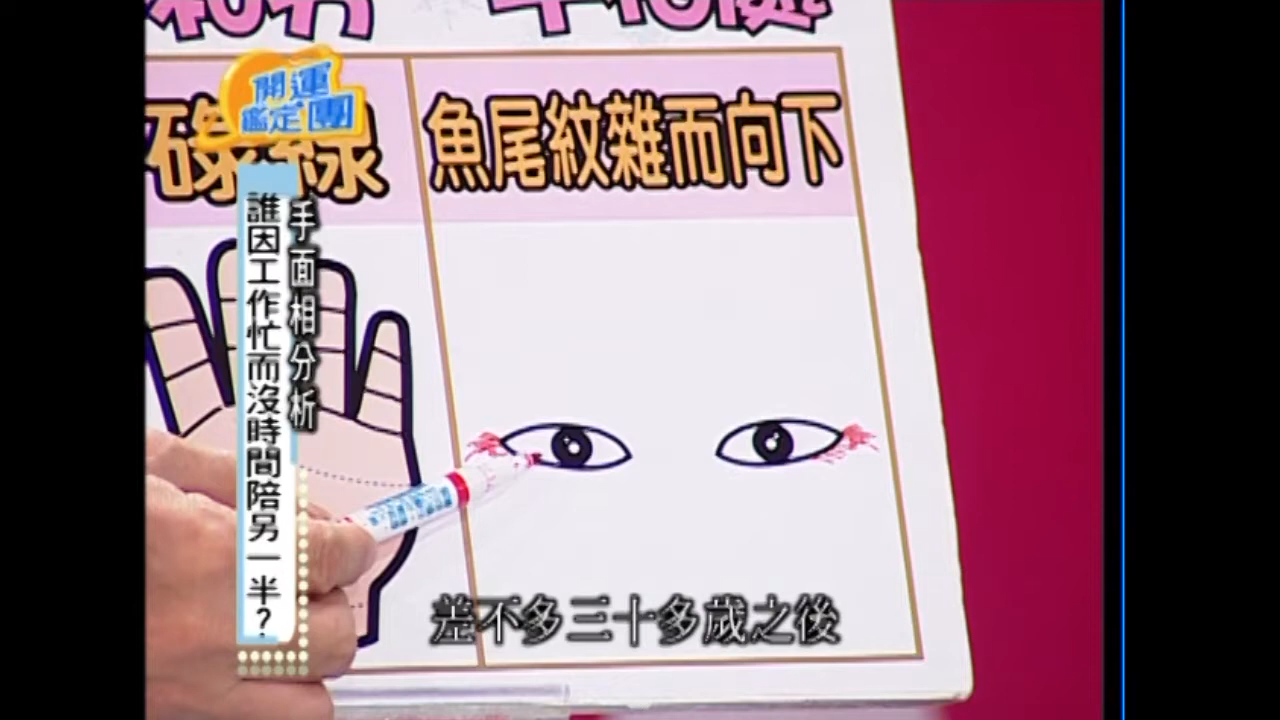 開運
鑑定團
碌線
魚尾紋雜而向下
手面相分析
誰因工作忙而沒時間陪另一半?
差不多三十多歲之後